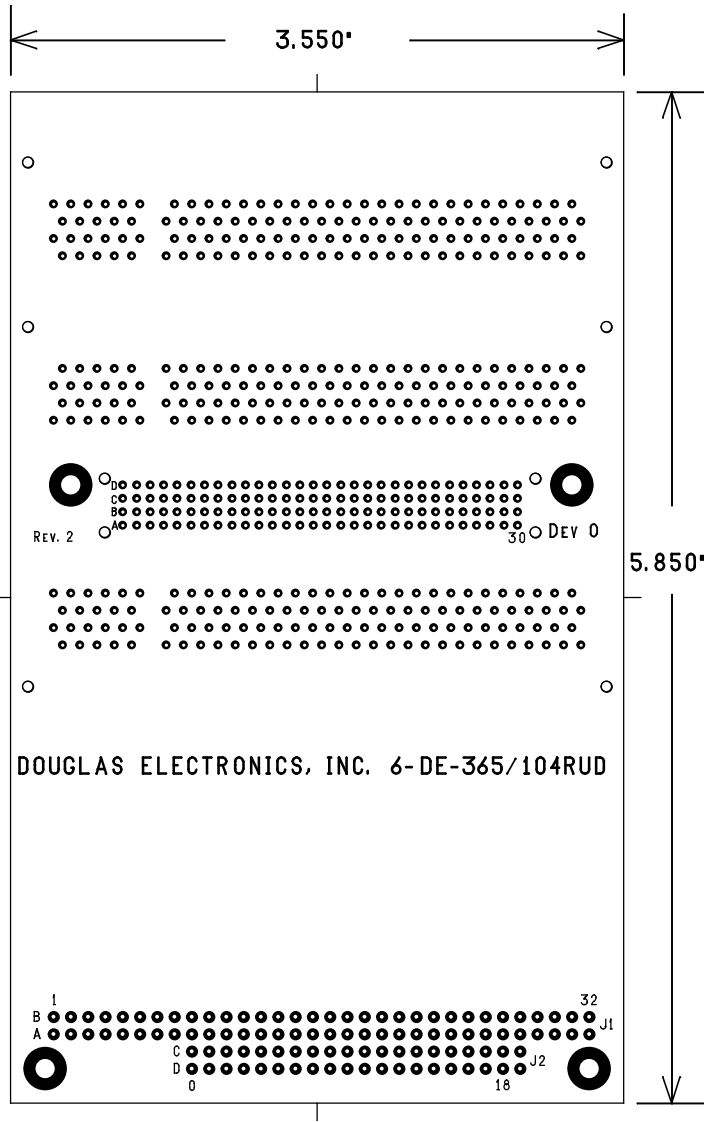 3.550"
D
C
B
A
REV. 2
30
DEV 0
5.850"
DOUGLAS ELECTRONICS, INC. 6-DE-365/104RUD
1
32
B
A
J1
C
D
J2
0
18